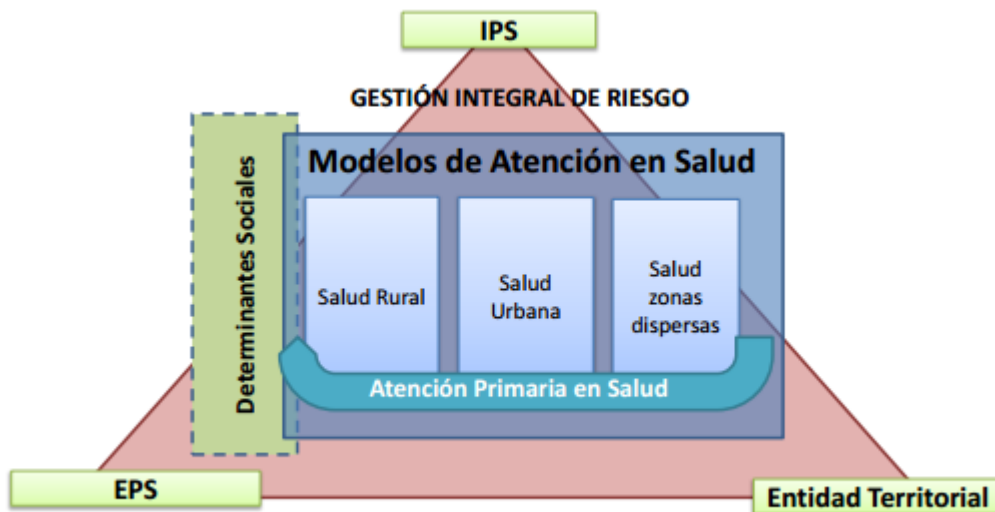 IPS
GESTIÓN INTEGRAL DE RIESGO
Determinantes Sociales
Modelos de Atención en Salud
Salud Rural
Salud
Urbana
Salud
zonas
dispersas
Atención Primaria en Salud
EPS
Entidad Territorial